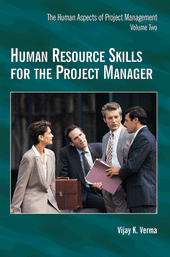 The Human Aspects of Project Management
Volume Two
HUMAN RESOURCE SKILLS
FOR THE PROJECT MANAGER
Vijay K. Verma